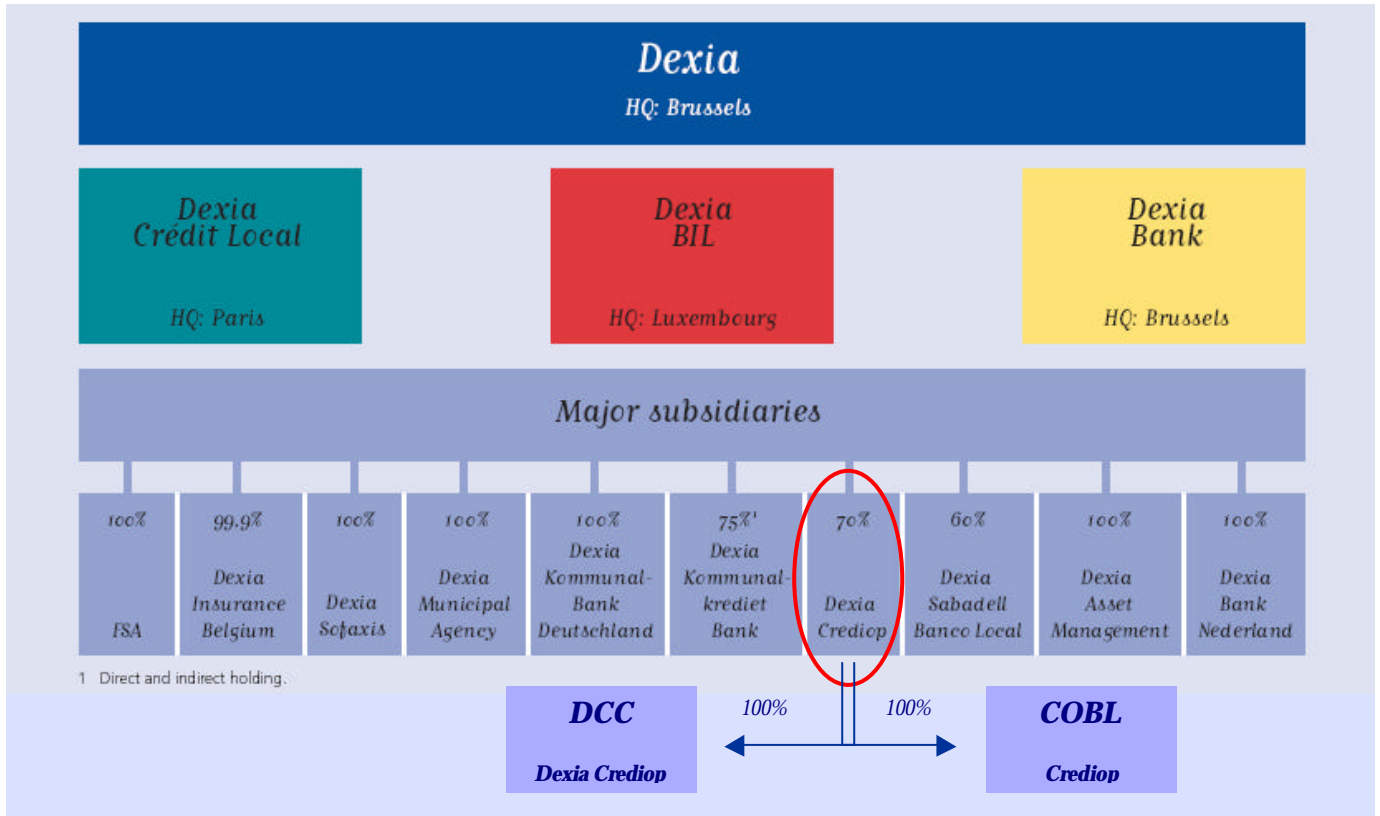 Dexia
HQ: Brussels
Dexia
Crédit Local
HQ: Paris
Dexia
BIL
HQ: Luxembourg
Dexia
Bank
HQ: Brussels
Major subsidiaries
100%
FSA
99.9%
Dexia
Insurance
Belgium
100%
Dexia
Sofaxis
100%
Dexia
Municipal
Agency
100%
Dexia
Kommunal-
Bank
Deutschland
75%¹
Dexia
Kommunal-
krediet
Bank
70%
Dexia
Crediop
60%
Dexia
Sabadell
Banco Local
100%
Dexia
Asset
Management
100%
Dexia
Bank
Nederland
1 Direct and indirect holding.
DCC
Dexia Crediop
100%
100%
COBL
Crediop